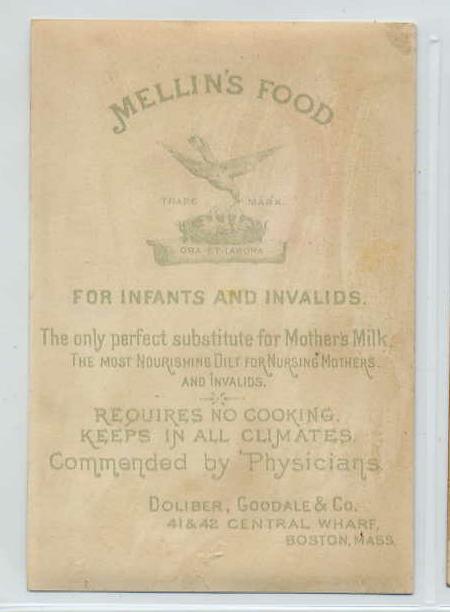 MELLIN'S FOOD
TRADE MARK
ORA ET LABORA
FOR INFANTS AND INVALIDS.
The only perfect substitute for Mother's Milk.
THE MOST NOURISHING DIET FOR NURSING MOTHERS.
AND INVALIDS.
REQUIRES NO COOKING.
KEEPS IN ALL CLIMATES.
Commended by Physicians.
DOLIBER, GOODALE & CO.
41 & 42 CENTRAL WHARF,
BOSTON, MASS.